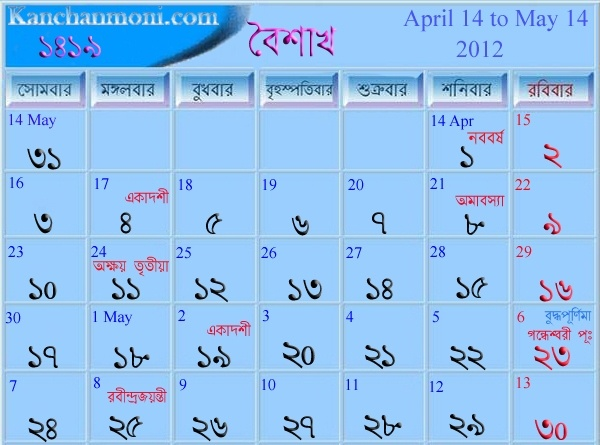 Kanchanmoni.com
১৪১৯ বৈশাখ April 14 to May 14
2012
সোমবার মঙ্গলবার বুধবার বৃহস্পতিবার শুক্রবার শনিবার রবিবার
14 May 14 Apr 15
নববর্ষ
৩১ ১ ২
16 17 18 19 20 21 22
একাদশী অমাবস্যা
৩ ৪ ৫ ৬ ৭ ৮ ৯
23 24 25 26 27 28 29
অক্ষয় তৃতীয়া
১০ ১১ ১২ ১৩ ১৪ ১৫ ১৬
30 1 May 2 3 4 5 6 বুদ্ধপূর্ণিমা
একাদশী গন্ধেশ্বরী পূঃ
১৭ ১৮ ১৯ ২০ ২১ ২২ ২৩
7 8 9 10 11 12 13
রবীন্দ্রজয়ন্তী
২৪ ২৫ ২৬ ২৭ ২৮ ২৯ ৩০